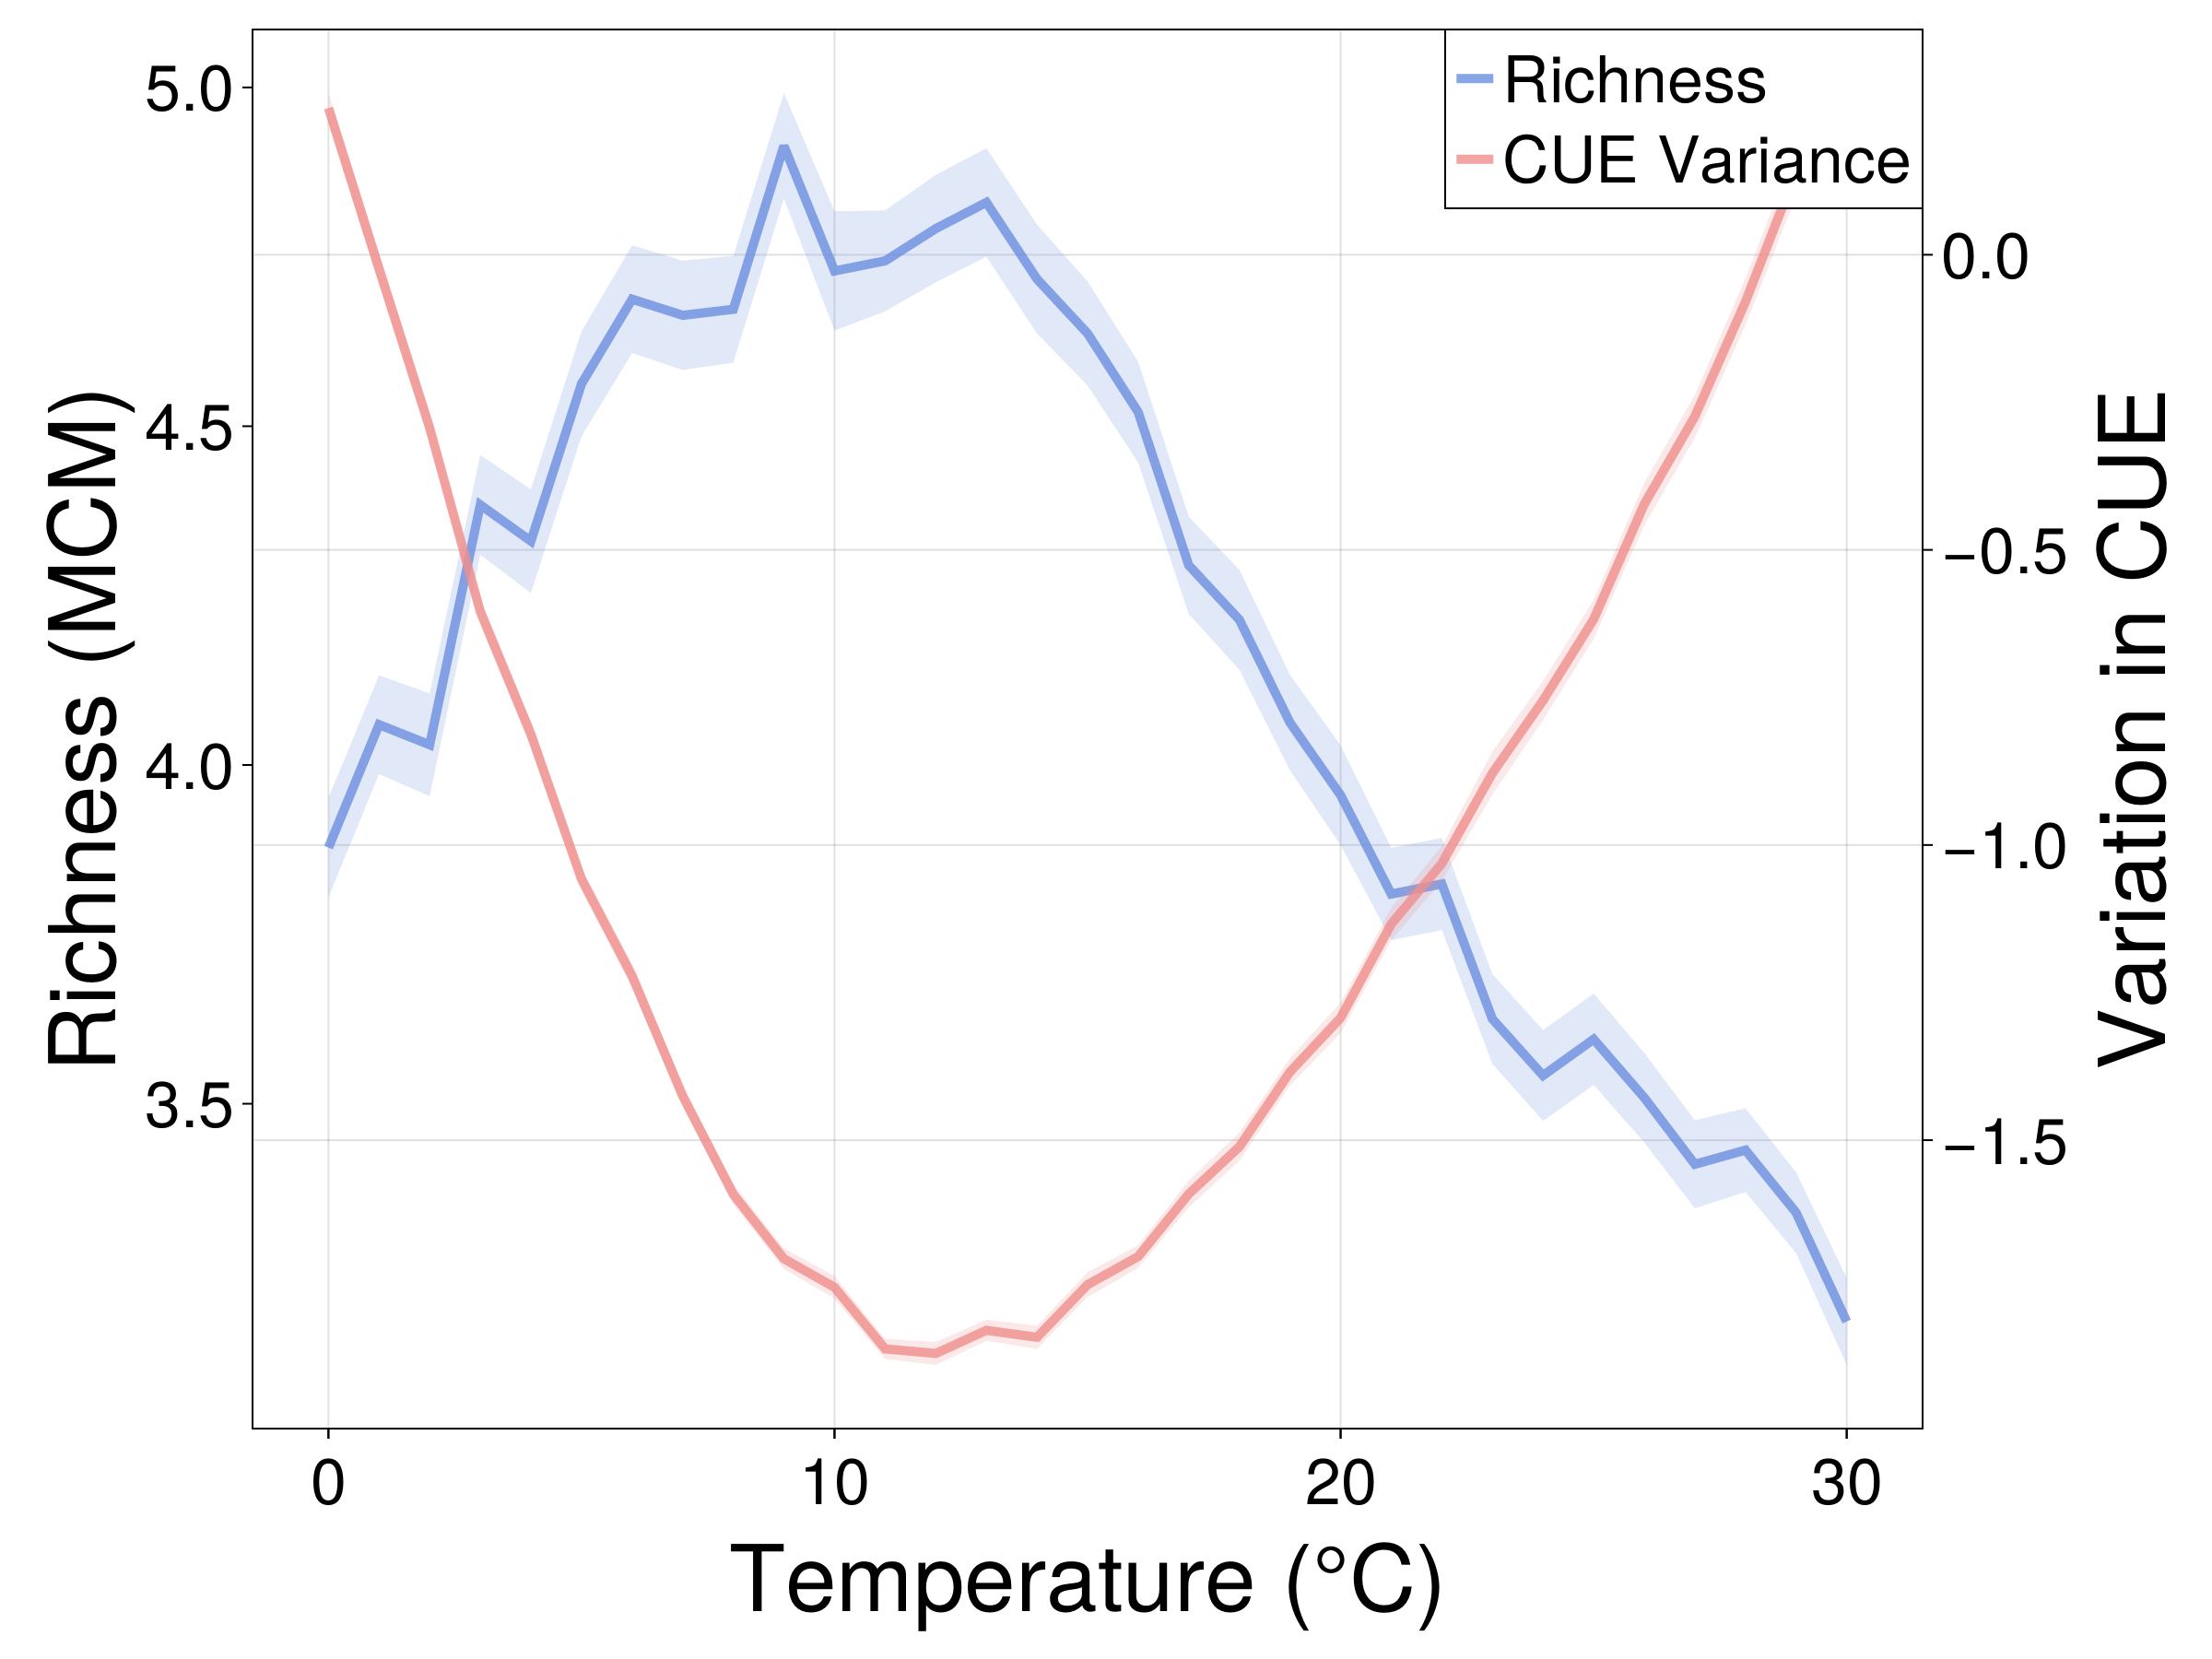 Richness
CUE Variance
5.0
4.5
4.0
3.5
Richness (MCM)
0.0
−0.5
−1.0
−1.5
Variation in CUE
0
10
20
30
Temperature (°C)